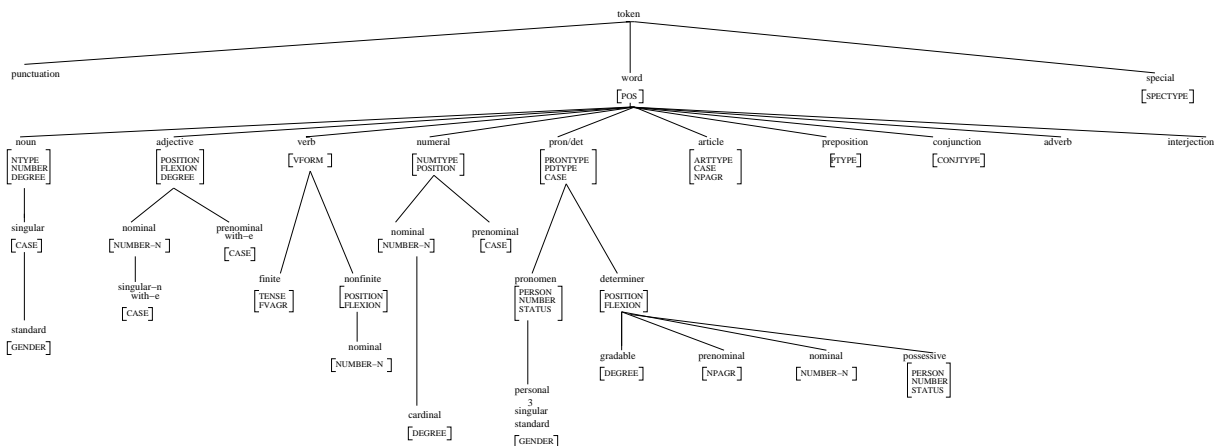 token
punctuation
word
special
[POS]
[SPECTYPE]
noun
adjective
verb
numeral
pron/det
article
preposition
conjunction
adverb
interjection
NTYPE
NUMBER
DEGREE
POSITION
FLEXION
DEGREE
[VFORM]
NUMTYPE
POSITION
PRONTYPE
PDTYPE
CASE
ARTTYPE
CASE
NPAGR
[PTYPE]
[CONJTYPE]
singular
[CASE]
nominal
[NUMBER−N]
prenominal
with−e
[CASE]
nominal
[NUMBER−N]
prenominal
[CASE]
singular−n
with−e
[CASE]
finite
TENSE
FVAGR
nonfinite
POSITION
FLEXION
pronomen
PERSON
NUMBER
STATUS
determiner
POSITION
FLEXION
standard
[GENDER]
nominal
[NUMBER−N]
gradable
[DEGREE]
prenominal
[NPAGR]
nominal
[NUMBER−N]
possessive
PERSON
NUMBER
STATUS
cardinal
[DEGREE]
personal
3
singular
standard
[GENDER]